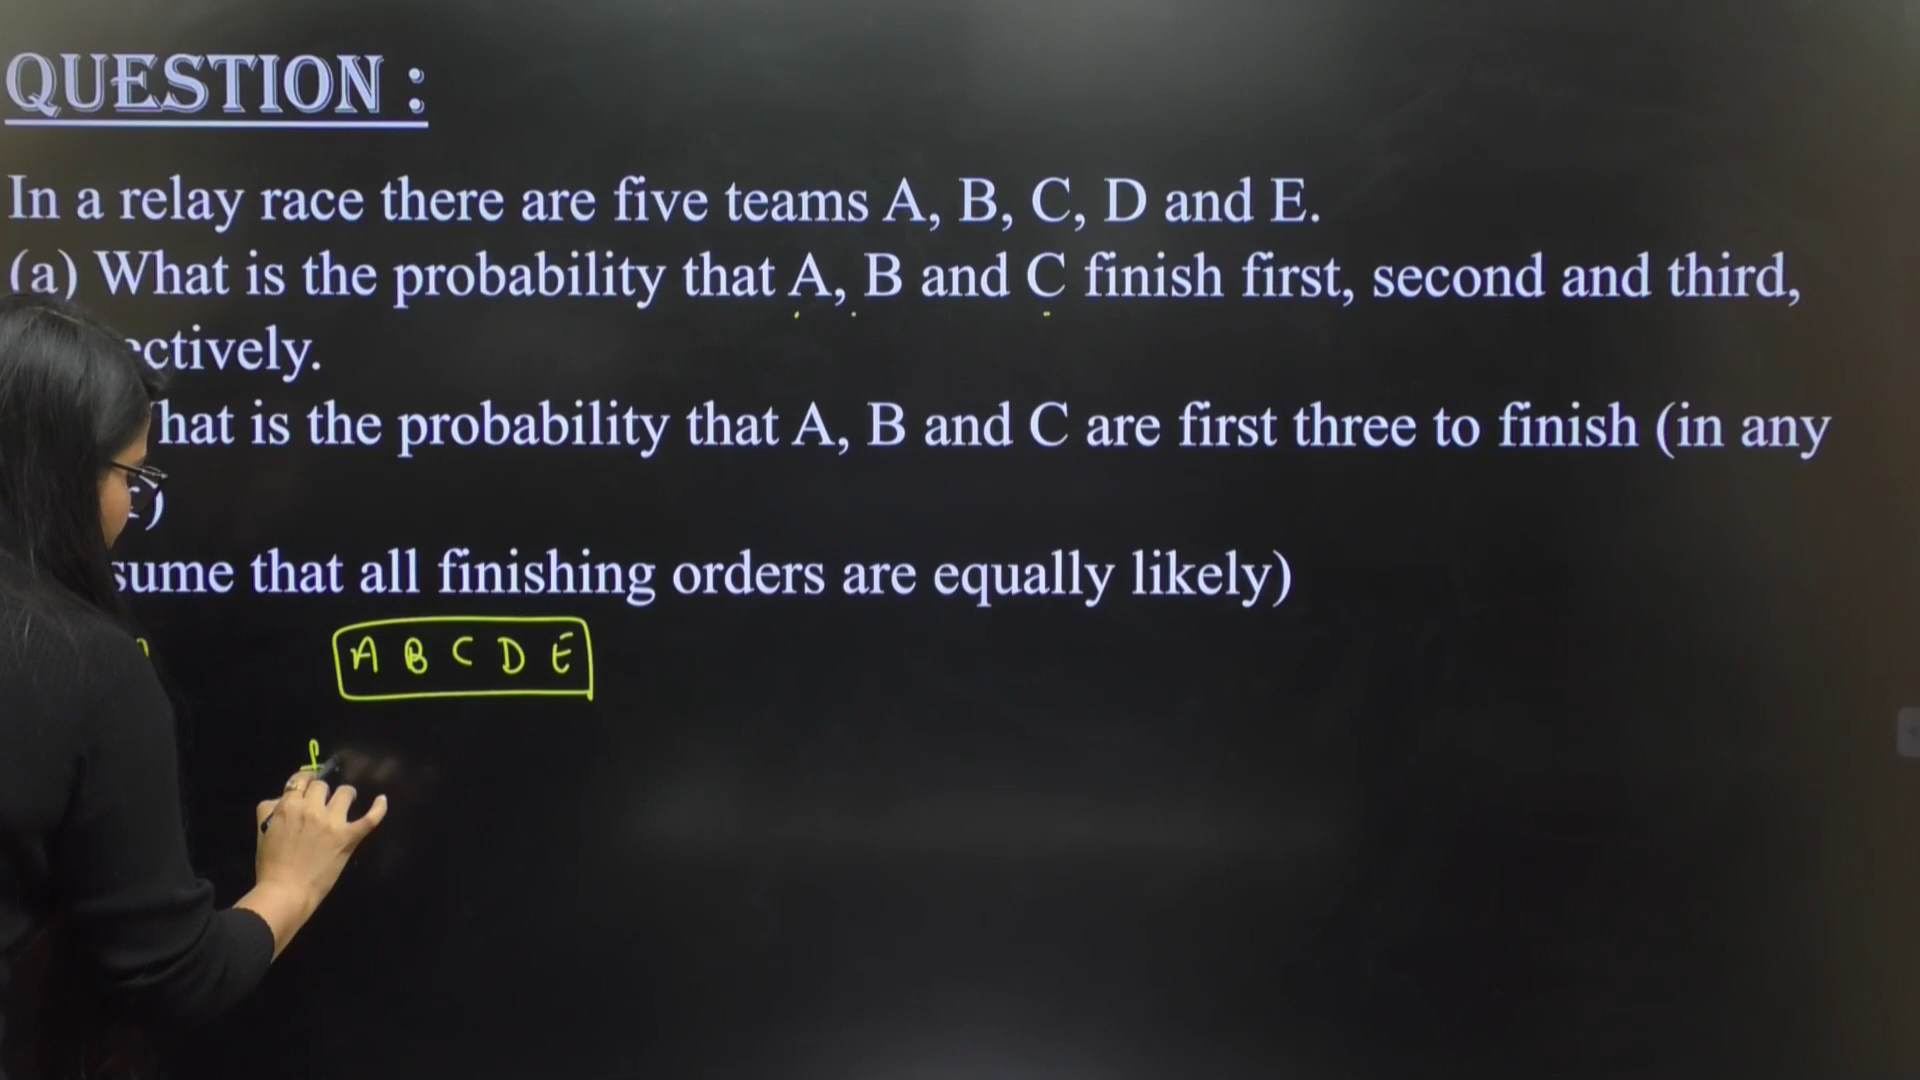 QUESTION :
In a relay race there are five teams A, B, C, D and E.
(a) What is the probability that A, B and C finish first, second and third,
ctively.
hat is the probability that A, B and C are first three to finish (in any
)
sume that all finishing orders are equally likely)
A B C D E